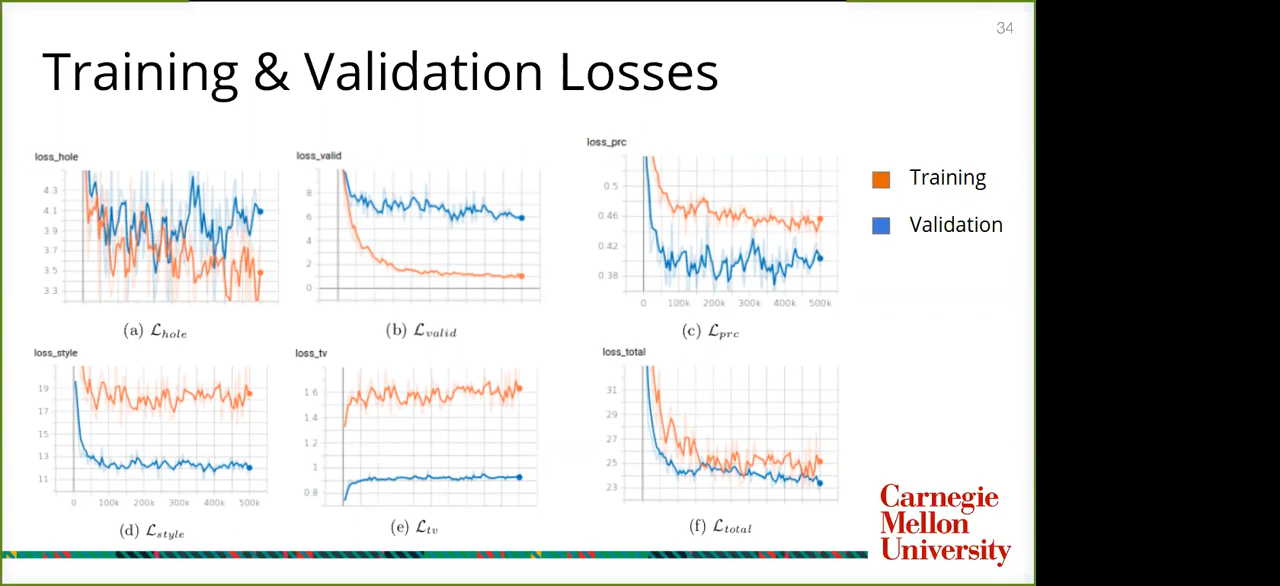 34
Training & Validation Losses
loss_hole
4.3
4.1
3.9
3.7
3.5
3.3
(a) ℒhole
loss_valid
8
6
4
2
0
(b) ℒvalid
loss_prc
0.5
0.46
0.42
0.38
0 100k 200k 300k 400k 500k
(c) ℒprc
Training
Validation
loss_style
19
17
15
13
11
0 100k 200k 300k 400k 500k
(d) ℒstyle
loss_tv
1.6
1.4
1.2
1
0.8
(e) ℒtv
loss_total
31
29
27
25
23
(f) ℒtotal
Carnegie
Mellon
University